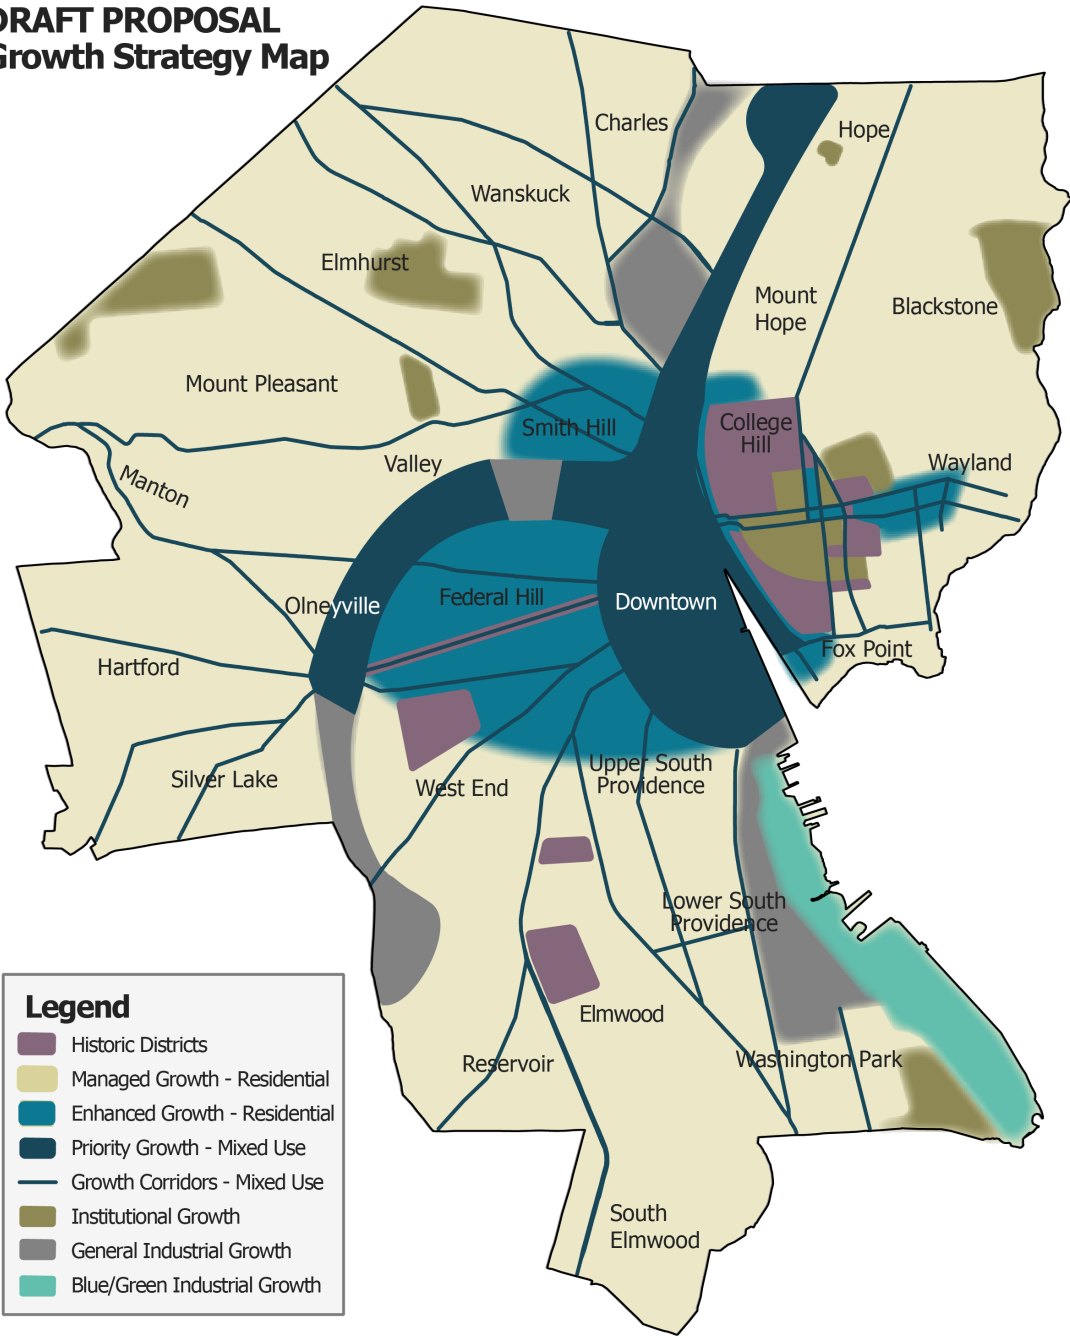 DRAFT PROPOSAL
Growth Strategy Map
Charles
Hope
Wanskuck
Elmhurst
Mount
Hope
Blackstone
Mount Pleasant
College
Hill
Smith Hill
Valley
Wayland
Manton
Federal Hill
Downtown
Olneyville
Fox Point
Hartford
Silver Lake
West End
Upper South
Providence
Lower South
Providence
Elmwood
Reservoir
Washington Park
South
Elmwood
Legend
Historic Districts
Managed Growth - Residential
Enhanced Growth - Residential
Priority Growth - Mixed Use
Growth Corridors - Mixed Use
Institutional Growth
General Industrial Growth
Blue/Green Industrial Growth